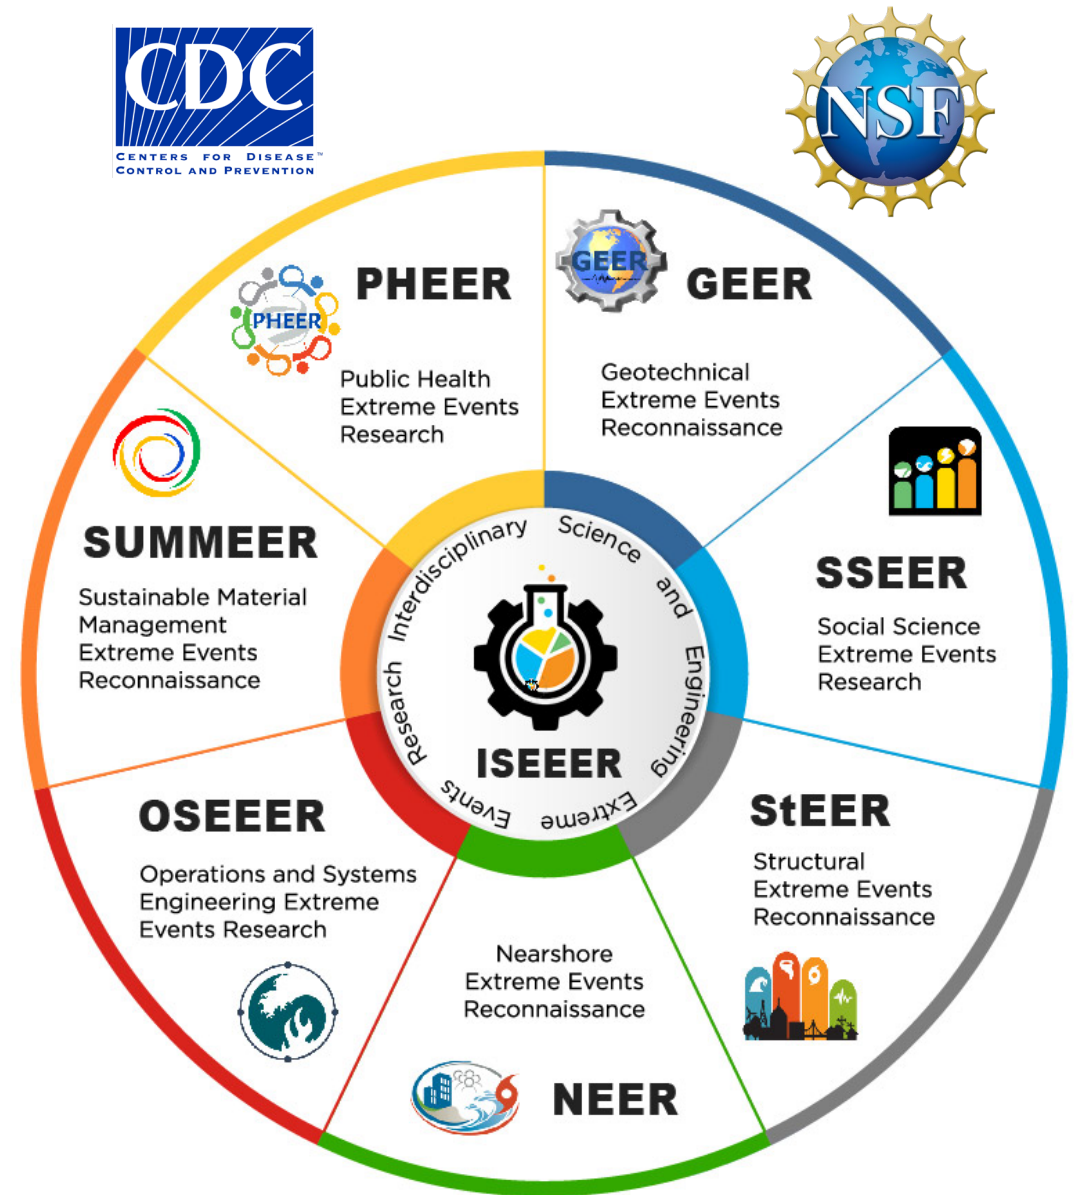 CDC
CENTERS FOR DISEASE™
CONTROL AND PREVENTION
NSF
PHEER
PHEER
Public Health
Extreme Events
Research
GEER
GEER
Geotechnical
Extreme Events
Reconnaissance
SSEER
Social Science
Extreme Events
Research
StEER
Structural
Extreme Events
Reconnaissance
Nearshore
Extreme Events
Reconnaissance
NEER
OSEEER
Operations and Systems
Engineering Extreme
Events Research
SUMMEER
Sustainable Material
Management
Extreme Events
Reconnaissance
Interdisciplinary Science and Engineering Extreme Events Research
ISEEER